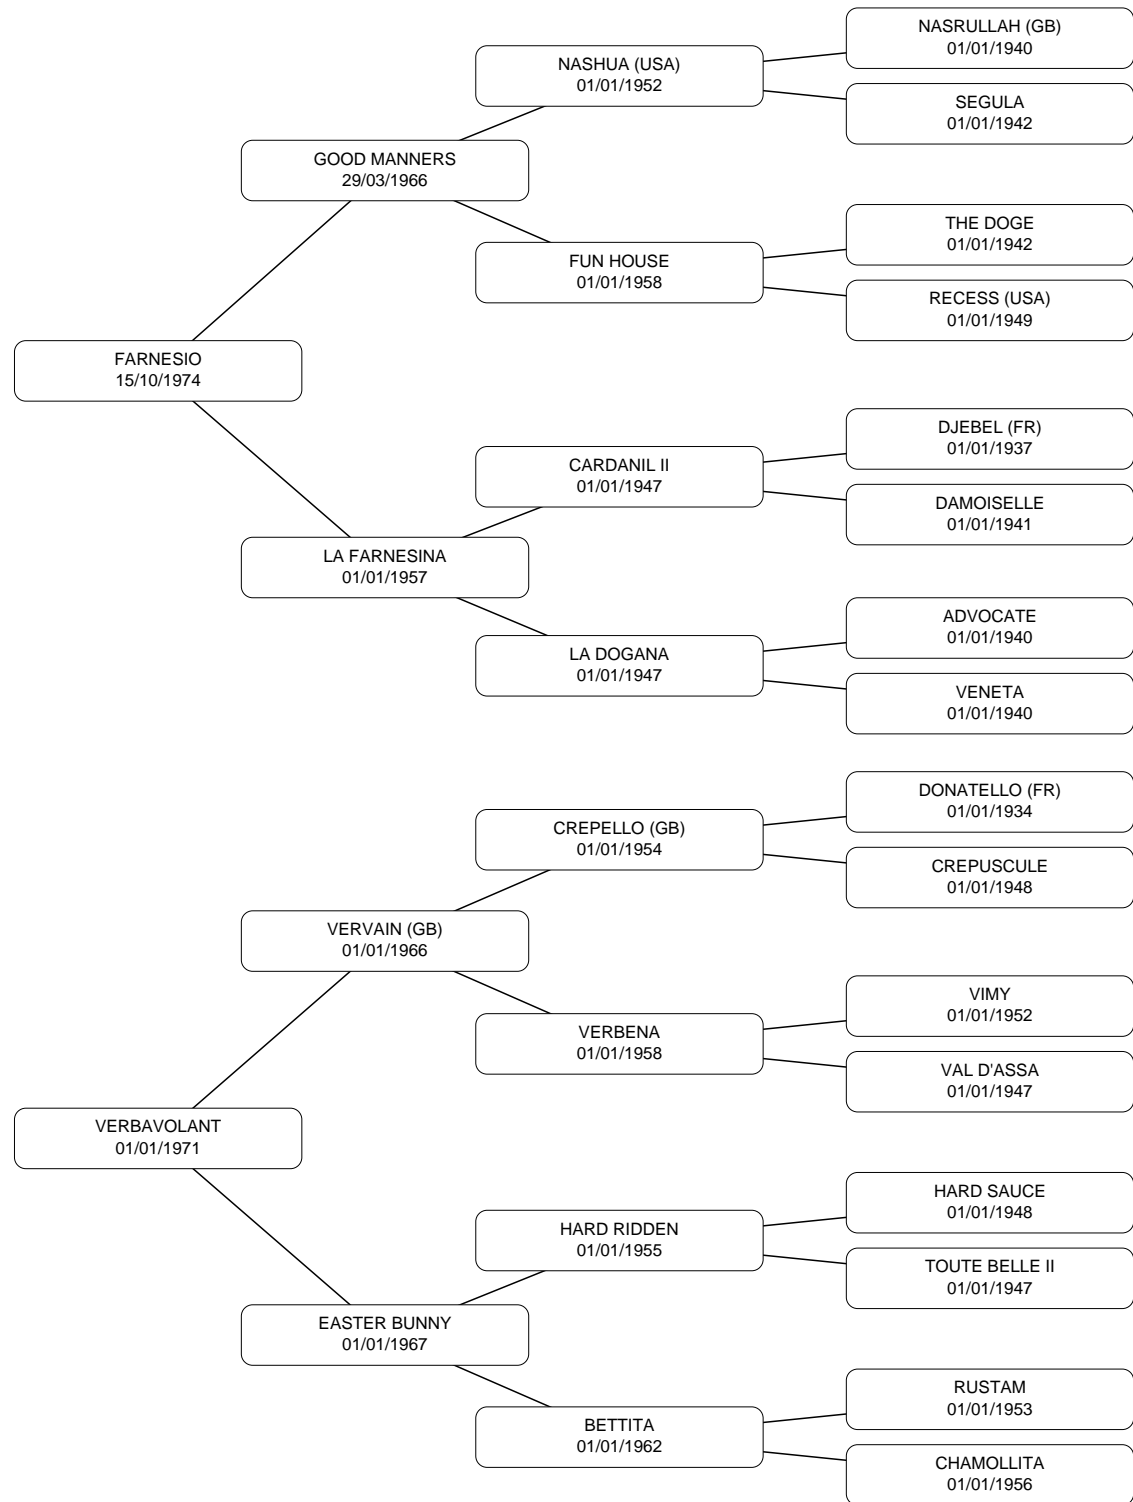 NASRULLAH (GB)
01/01/1940
NASHUA (USA)
01/01/1952
SEGULA
01/01/1942
GOOD MANNERS
29/03/1966
THE DOGE
01/01/1942
FUN HOUSE
01/01/1958
RECESS (USA)
01/01/1949
FARNESIO
15/10/1974
DJEBEL (FR)
01/01/1937
CARDANIL II
01/01/1947
DAMOISELLE
01/01/1941
LA FARNESINA
01/01/1957
ADVOCATE
01/01/1940
LA DOGANA
01/01/1947
VENETA
01/01/1940
DONATELLO (FR)
01/01/1934
CREPELLO (GB)
01/01/1954
CREPUSCULE
01/01/1948
VERVAIN (GB)
01/01/1966
VIMY
01/01/1952
VERBENA
01/01/1958
VAL D'ASSA
01/01/1947
VERBAVOLANT
01/01/1971
HARD SAUCE
01/01/1948
HARD RIDDEN
01/01/1955
TOUTE BELLE II
01/01/1947
EASTER BUNNY
01/01/1967
RUSTAM
01/01/1953
BETTITA
01/01/1962
CHAMOLLITA
01/01/1956